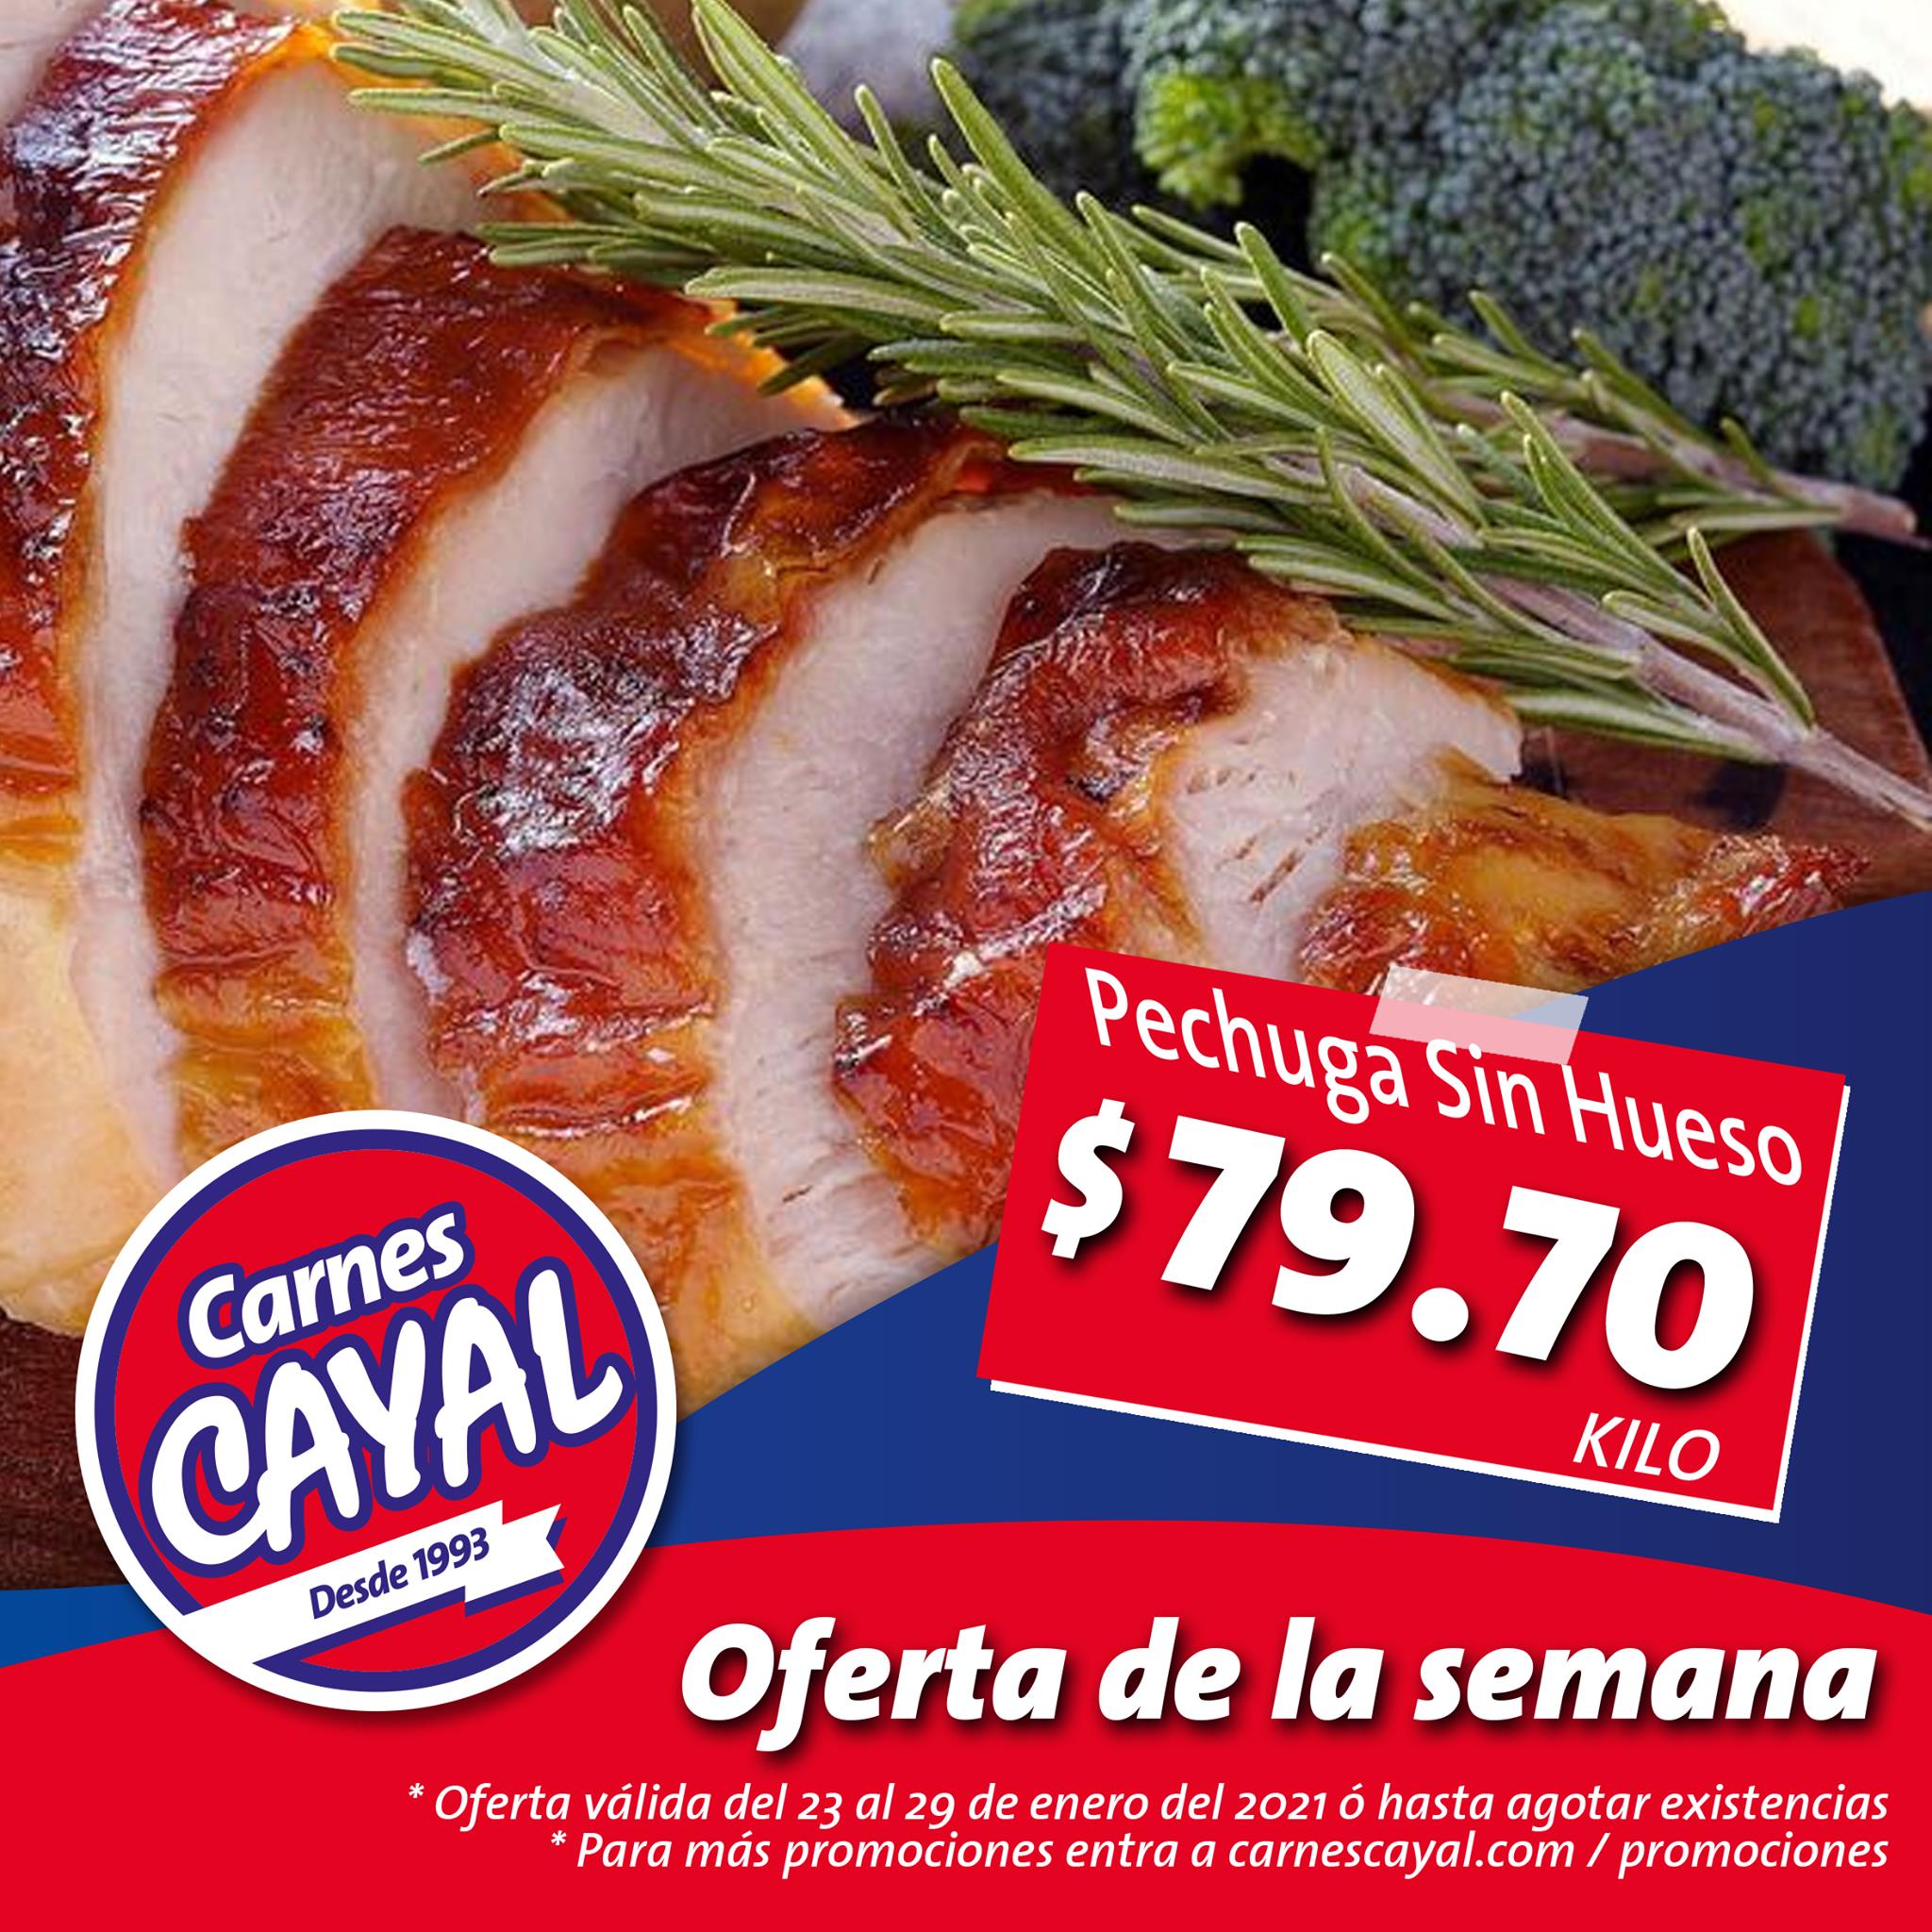 Pechuga Sin Hueso
$79.70
KILO
Carnes
CAYAL
Desde 1993
Oferta de la semana
* Oferta válida del 23 al 29 de enero del 2021 ó hasta agotar existencias
* Para más promociones entra a carnescayal.com / promociones